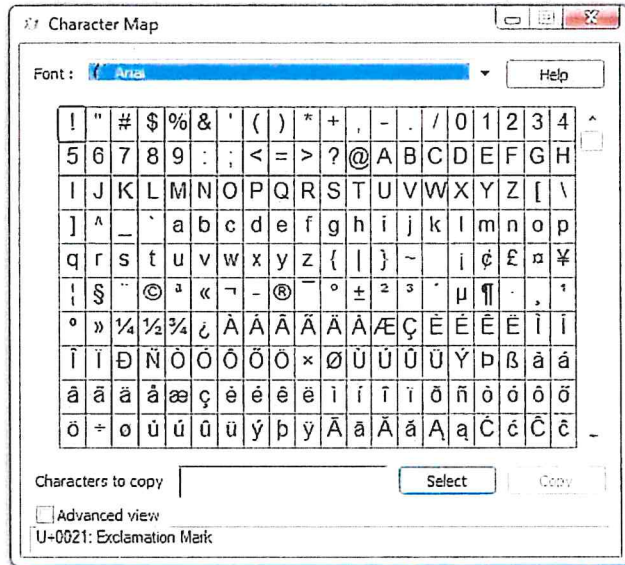 Character Map
Font : Arial Help
! " # $ % & ' ( ) * + , - . / 0 1 2 3 4
5 6 7 8 9 : ; < = > ? @ A B C D E F G H
I J K L M N O P Q R S T U V W X Y Z [ \
] ^ _ ` a b c d e f g h i j k l m n o p
q r s t u v w x y z { | } ~ ¡ ¢ £ ¤ ¥
¦ § ¨ © ª « ¬ - ® ¯ ° ± ² ³ ´ µ ¶ · ¸ ¹
º » ¼ ½ ¾ ¿ À Á Â Ã Ä Å Æ Ç È É Ê Ë Ì Í
Î Ï Ð Ñ Ò Ó Ô Õ Ö × Ø Ù Ú Û Ü Ý Þ ß à á
â ã ä å æ ç è é ê ë ì í î ï ð ñ ò ó ô õ
ö ÷ ø ù ú û ü ý þ ÿ Ā ā Ă ă Ą ą Ć ć Ĉ ĉ
Characters to copy Select Copy
Advanced view
U+0021: Exclamation Mark